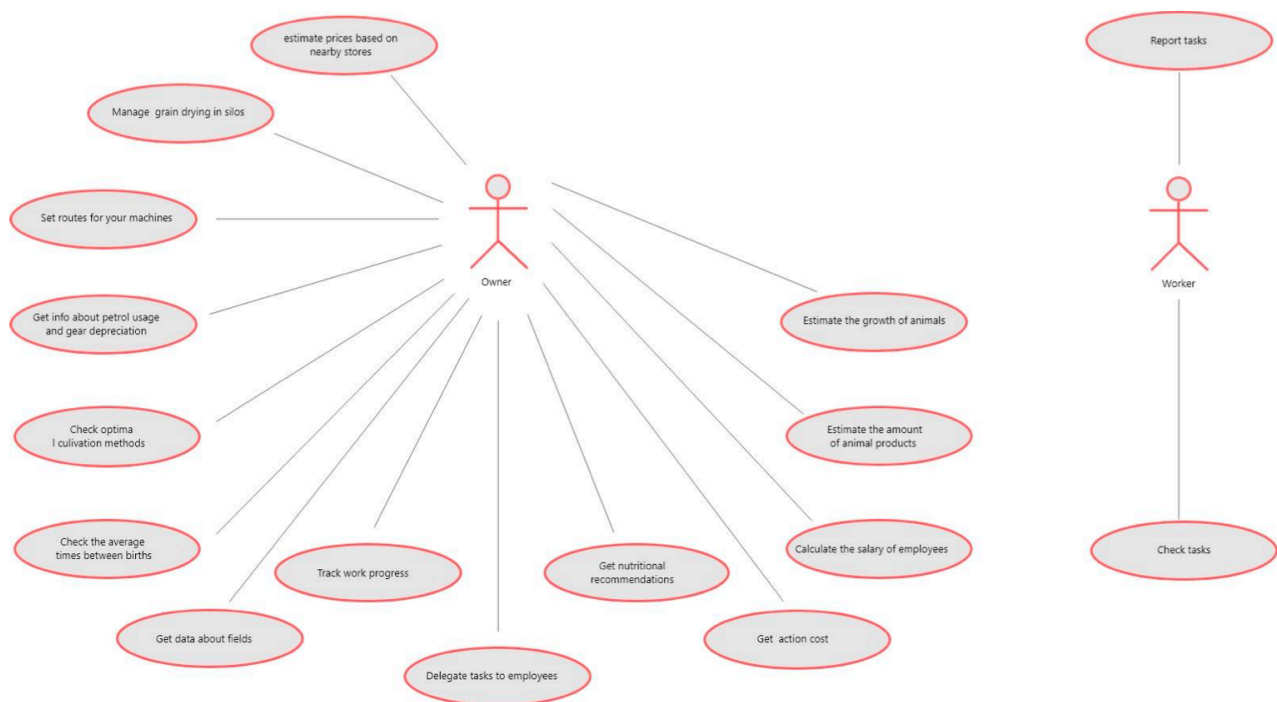 estimate prices based on
nearby stores
Report tasks
Manage grain drying in silos
Set routes for your machines
Owner
Worker
Get info about petrol usage
and gear depreciation
Estimate the growth of animals
Check optima
l culivation methods
Estimate the amount
of animal products
Check the average
times between births
Track work progress
Get nutritional
recommendations
Calculate the salary of employees
Check tasks
Get data about fields
Get action cost
Delegate tasks to employees